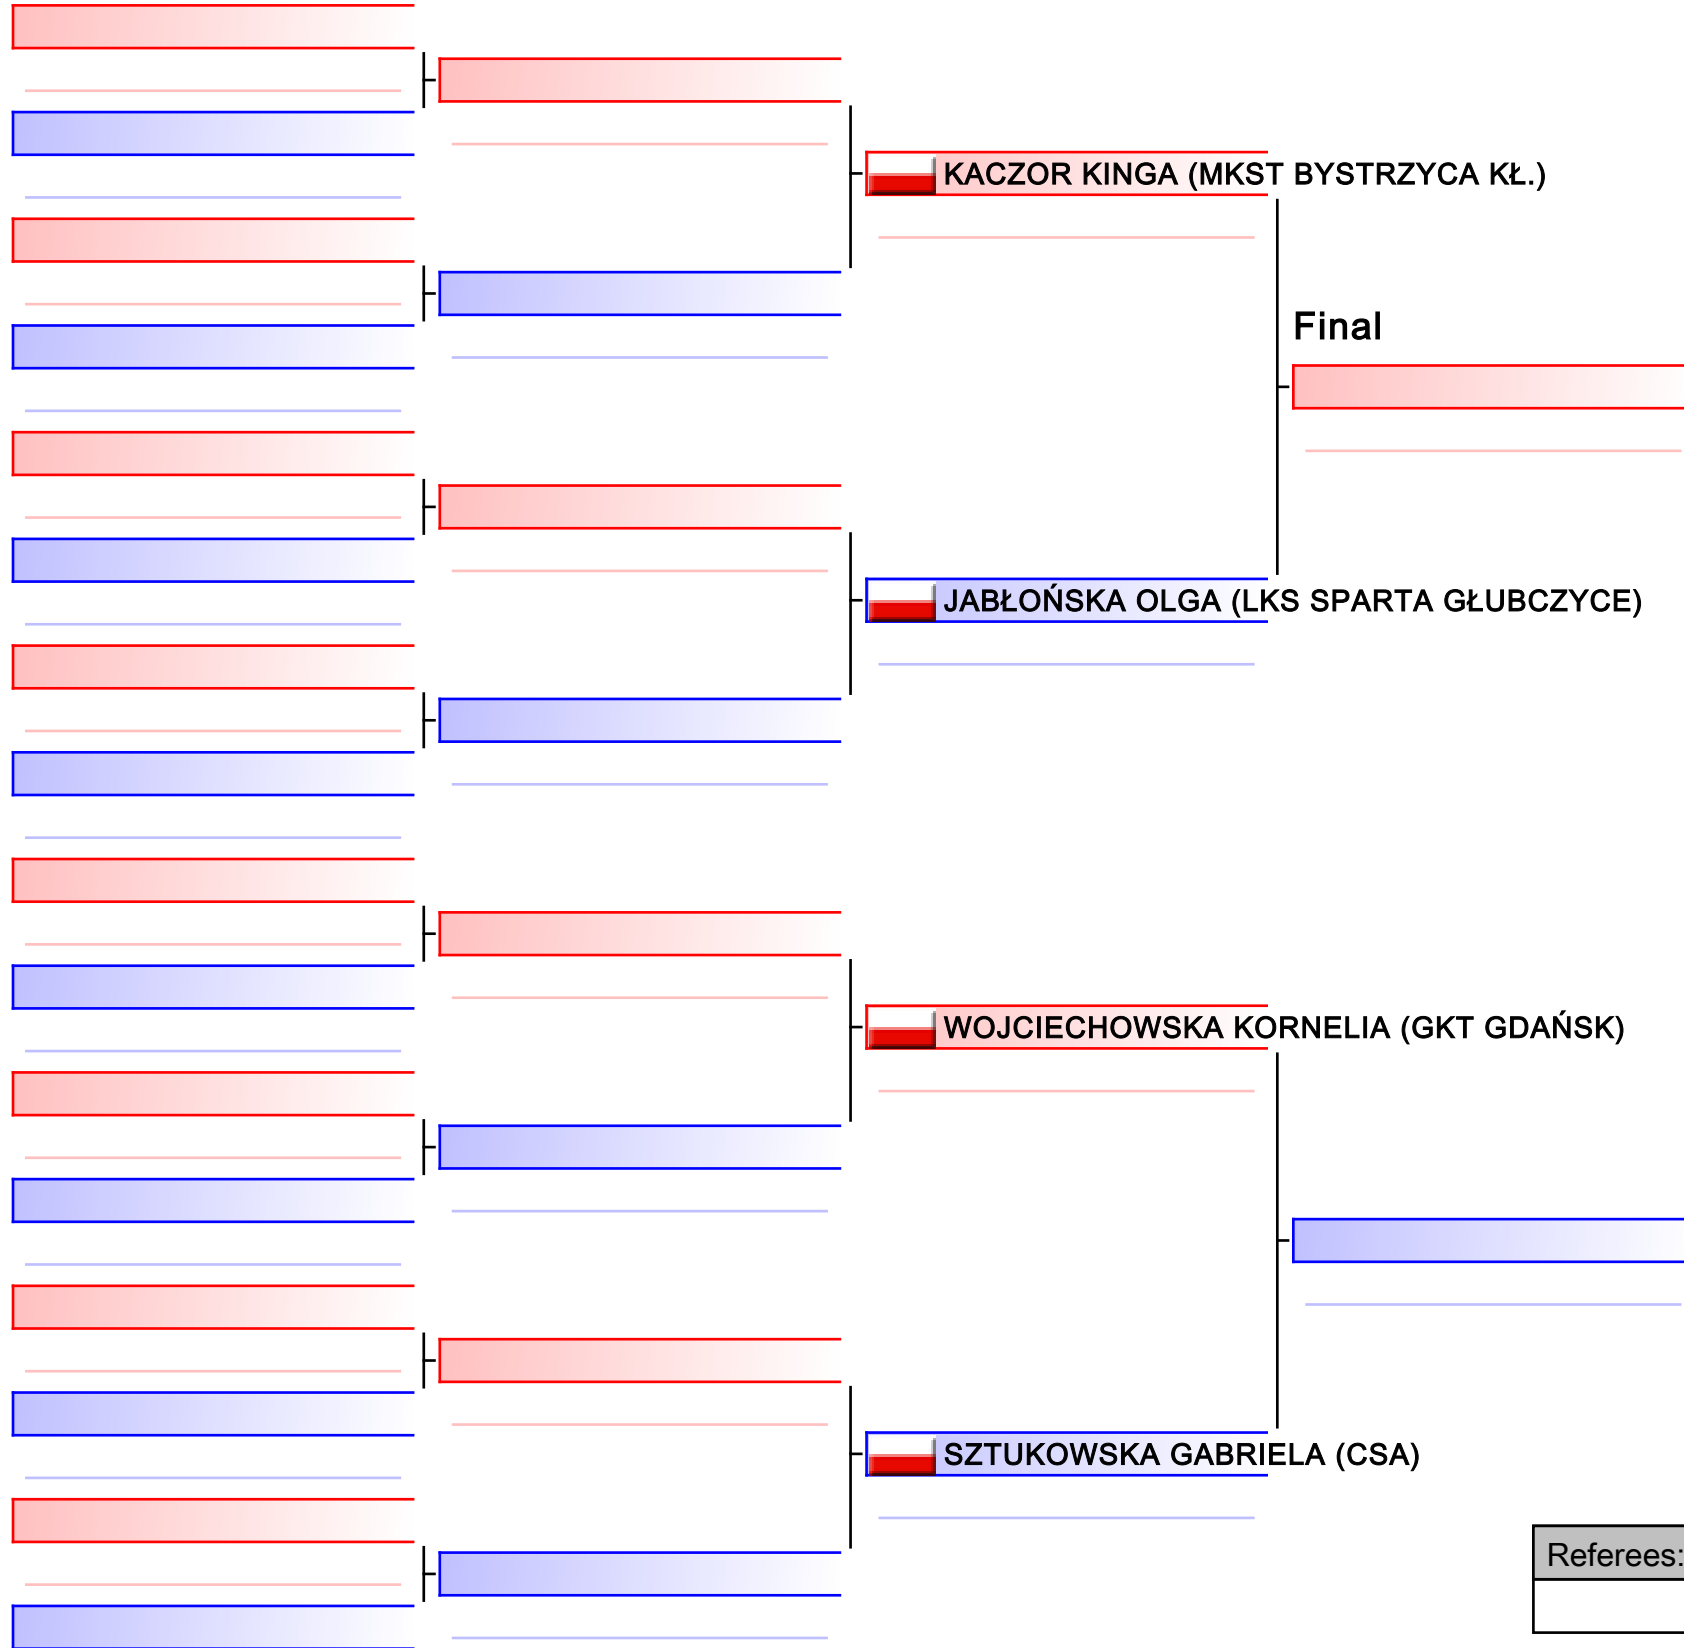 KACZOR KINGA (MKST BYSTRZYCA KŁ.)
Final
JABŁOŃSKA OLGA (LKS SPARTA GŁUBCZYCE)
WOJCIECHOWSKA KORNELIA (GKT GDAŃSK)
SZTUKOWSKA GABRIELA (CSA)
Referees: